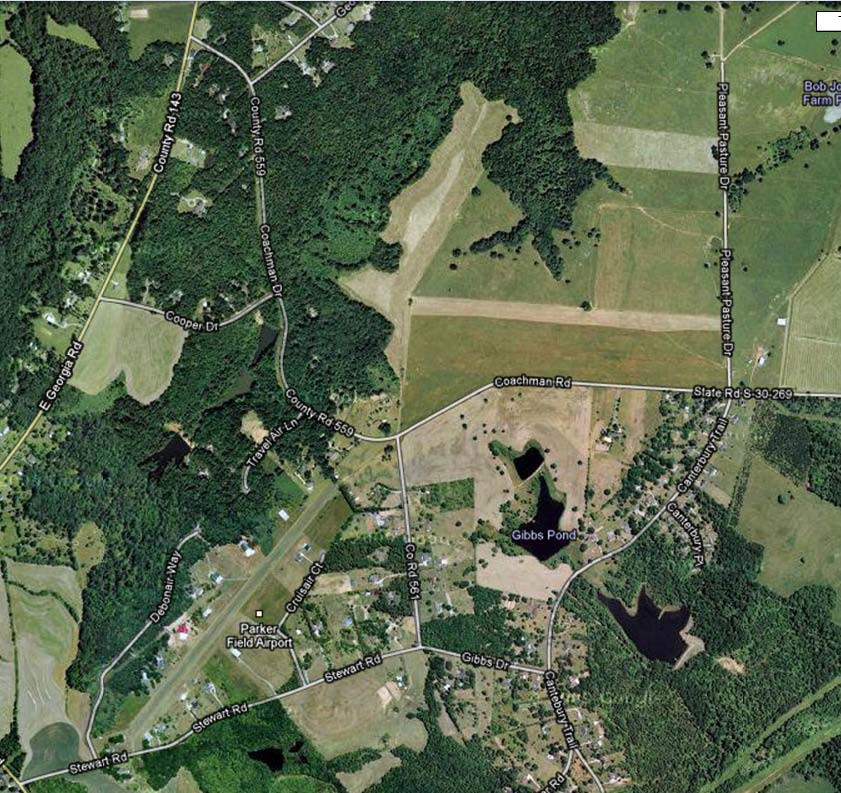 County Rd 143
County Rd 559
Pleasant Pasture Dr
Coachman Dr
Pleasant Pasture Dr
Cooper Dr
E Georgia Rd
Coachman Rd
State Rd S-30-269
County Rd 559
Travel Air Ln
Canterbury Trail
Canterbury Pl
Gibbs Pond
Co Rd 561
Debonair Way
Cruisair Ct
Parker
Field Airport
Stewart Rd
Gibbs Dr
Canterbury Trail
Stewart Rd
Stewart Rd